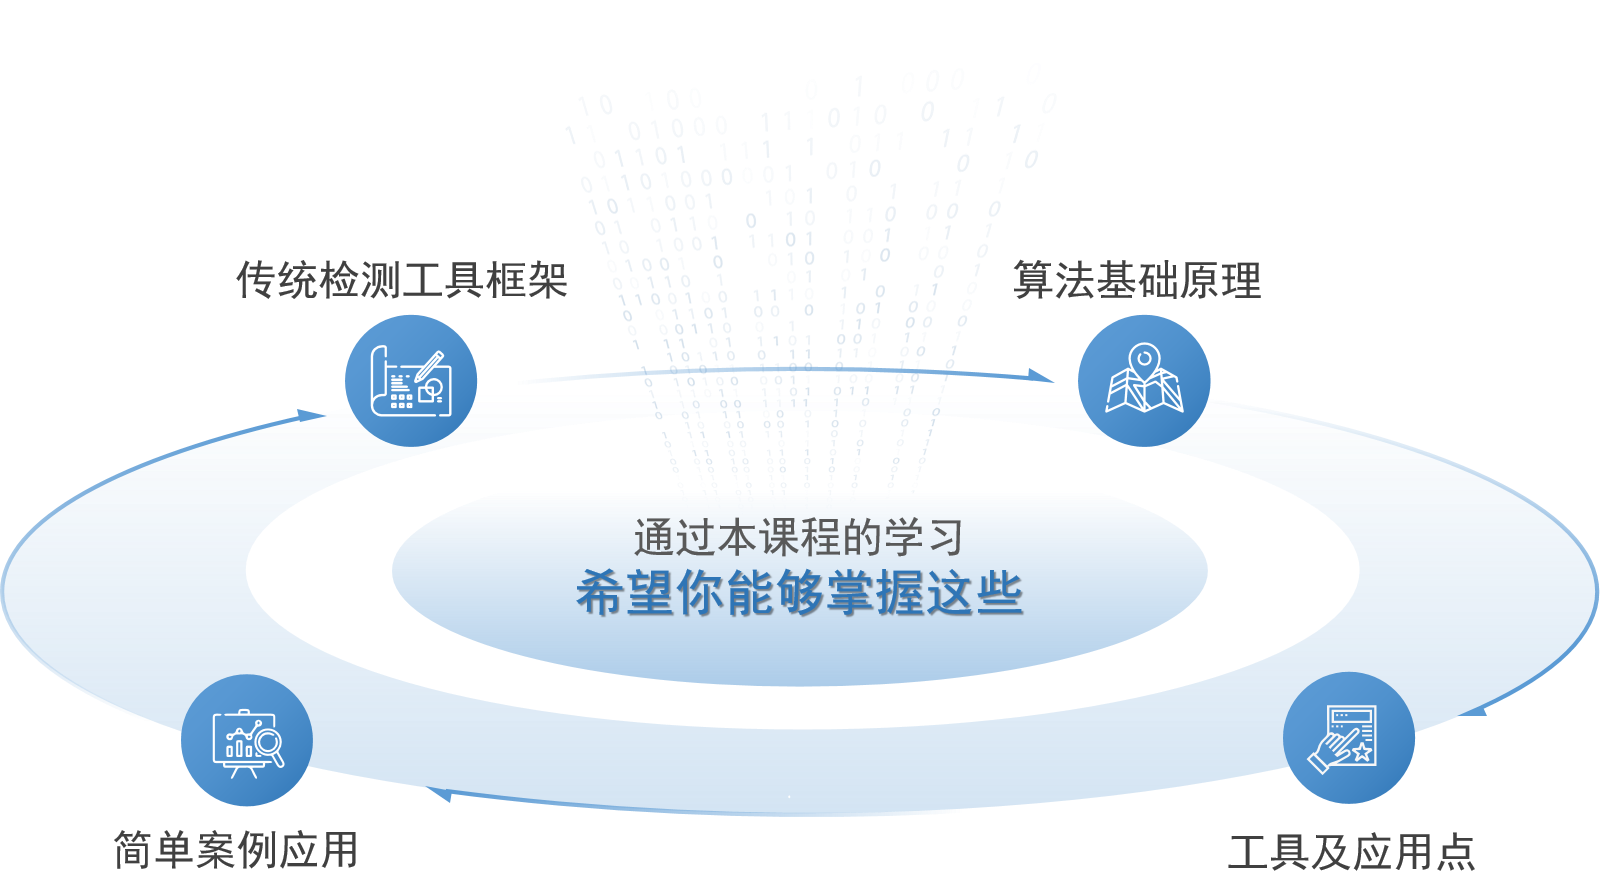 传统检测工具框架
算法基础原理
通过本课程的学习
希望你能够掌握这些
简单案例应用
工具及应用点